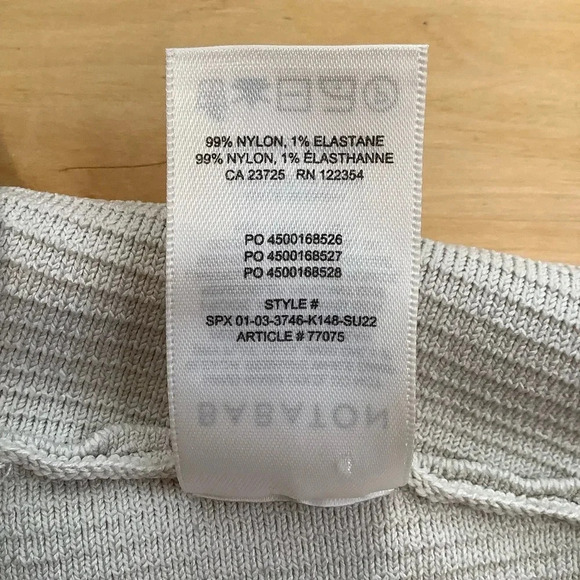 99% NYLON, 1% ELASTANE
99% NYLON, 1% ÉLASTHANNE
CA 23725 RN 122354
PO 4500168526
PO 4500168527
PO 4500168528
STYLE #
SPX 01-03-3746-K148-SU22
ARTICLE # 77075
BABATON